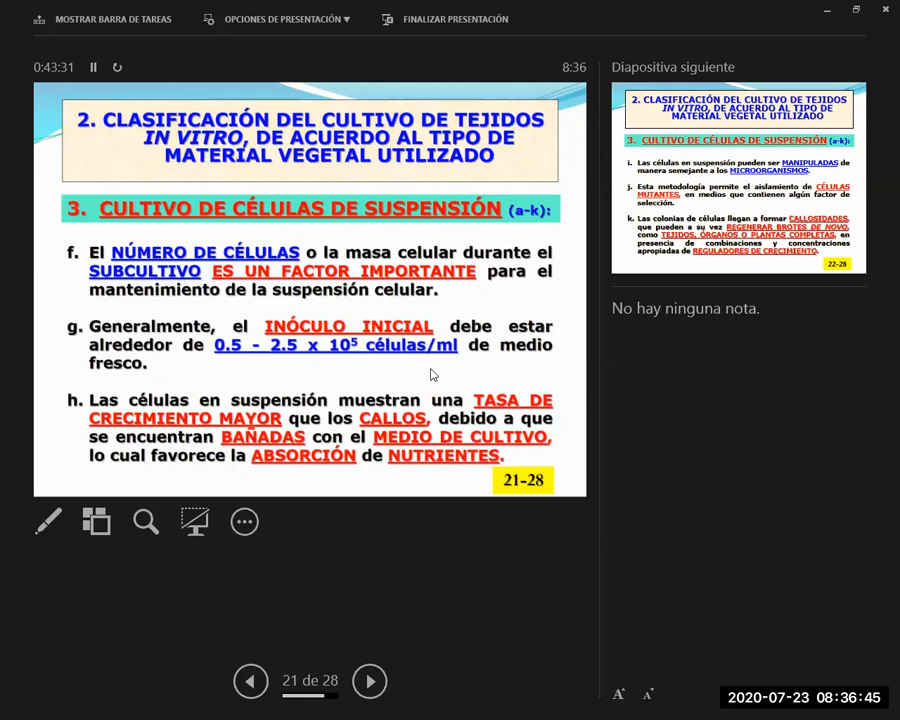 MOSTRAR BARRA DE TAREAS
OPCIONES DE PRESENTACIÓN ▼
FINALIZAR PRESENTACIÓN
0:43:31
8:36
2. CLASIFICACIÓN DEL CULTIVO DE TEJIDOS
IN VITRO, DE ACUERDO AL TIPO DE
MATERIAL VEGETAL UTILIZADO
3. CULTIVO DE CÉLULAS DE SUSPENSIÓN (a-k):
f. El NÚMERO DE CÉLULAS o la masa celular durante el
SUBCULTIVO ES UN FACTOR IMPORTANTE para el
mantenimiento de la suspensión celular.
g. Generalmente, el INÓCULO INICIAL debe estar
alrededor de 0.5 - 2.5 x 10⁵ células/ml de medio
fresco.
h. Las células en suspensión muestran una TASA DE
CRECIMIENTO MAYOR que los CALLOS, debido a que
se encuentran BAÑADAS con el MEDIO DE CULTIVO,
lo cual favorece la ABSORCIÓN de NUTRIENTES.
21-28
21 de 28
Diapositiva siguiente
2. CLASIFICACIÓN DEL CULTIVO DE TEJIDOS
IN VITRO, DE ACUERDO AL TIPO DE
MATERIAL VEGETAL UTILIZADO
3. CULTIVO DE CÉLULAS DE SUSPENSIÓN (a-k):
i. Las células en suspensión pueden ser MANIPULADAS de
manera semejante a los MICROORGANISMOS.
j. Esta metodología permite el aislamiento de CÉLULAS
MUTANTES, en medios que contienen algún factor de
selección.
k. Las colonias de células llegan a formar CALLOSIDADES,
que pueden a su vez REGENERAR BROTES DE NOVO,
como TEJIDOS, ÓRGANOS O PLANTAS COMPLETAS, en
presencia de combinaciones y concentraciones
apropiadas de REGULADORES DE CRECIMIENTO.
22-28
No hay ninguna nota.
A A
2020-07-23 08:36:45